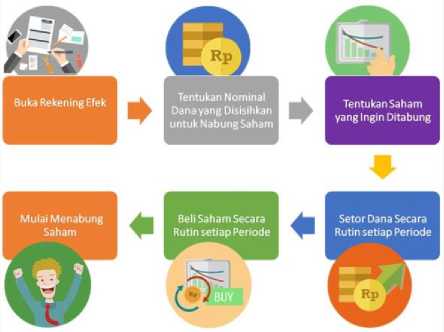 Rp
Buka Rekening Efek
Tentukan Nominal
Dana yang Disisihkan
untuk Nabung Saham
Tentukan Saham
yang Ingin Ditabung
Setor Dana Secara
Rutin setiap Periode
Rp
Beli Saham Secara
Rutin setiap Periode
Rp
BUY
Mulai Menabung
Saham